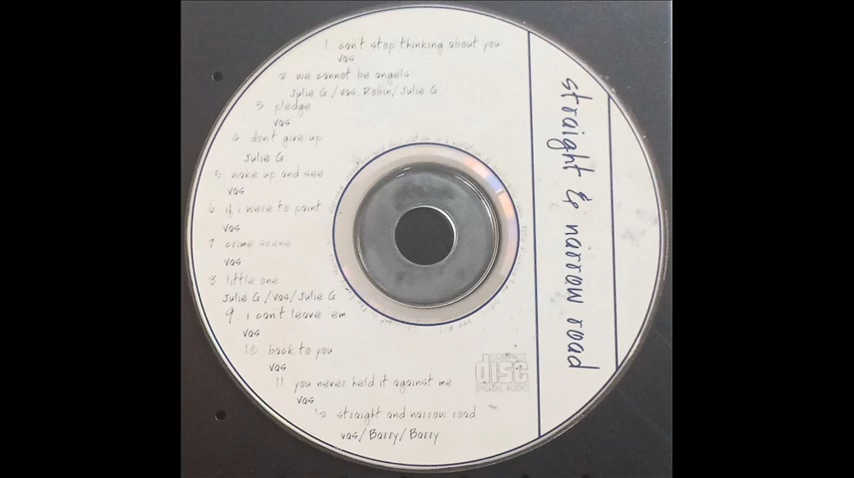 1. can't stop thinking about you
vas
2 we cannot be angels
Julie G / vas, Robin / Julie G
3 pledge
vas
4 don't give up
Julie G
5 wake up and see
vas
6 if i were to paint
vas
7 crime scene
vas
8 little one
Julie G / vas / Julie G
9 i can't leave em
vas
10 back to you
vas
11 you never held it against me
vas
12 straight and narrow road
vas / Barry / Barry
straight & narrow road
COMPACT
disc
DIGITAL AUDIO